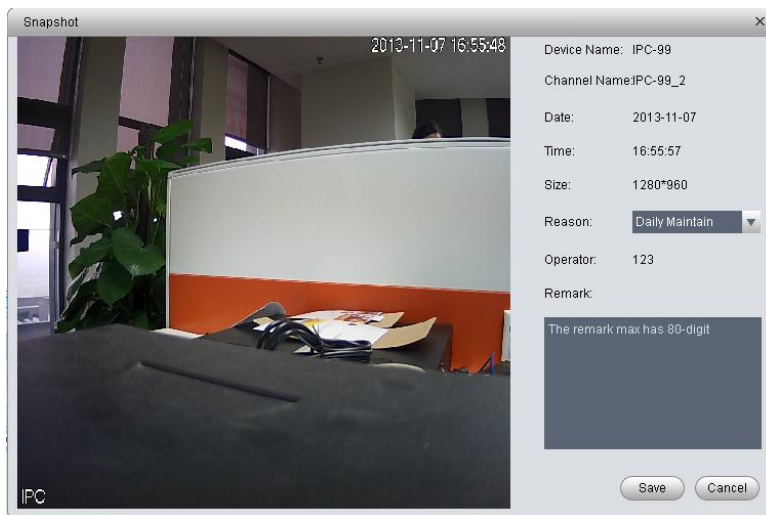 Snapshot
2013-11-07 16:55:48
IPC
Device Name: IPC-99
Channel Name:IPC-99_2
Date: 2013-11-07
Time: 16:55:57
Size: 1280*960
Reason: Daily Maintain
Operator: 123
Remark:
The remark max has 80-digit
Save Cancel